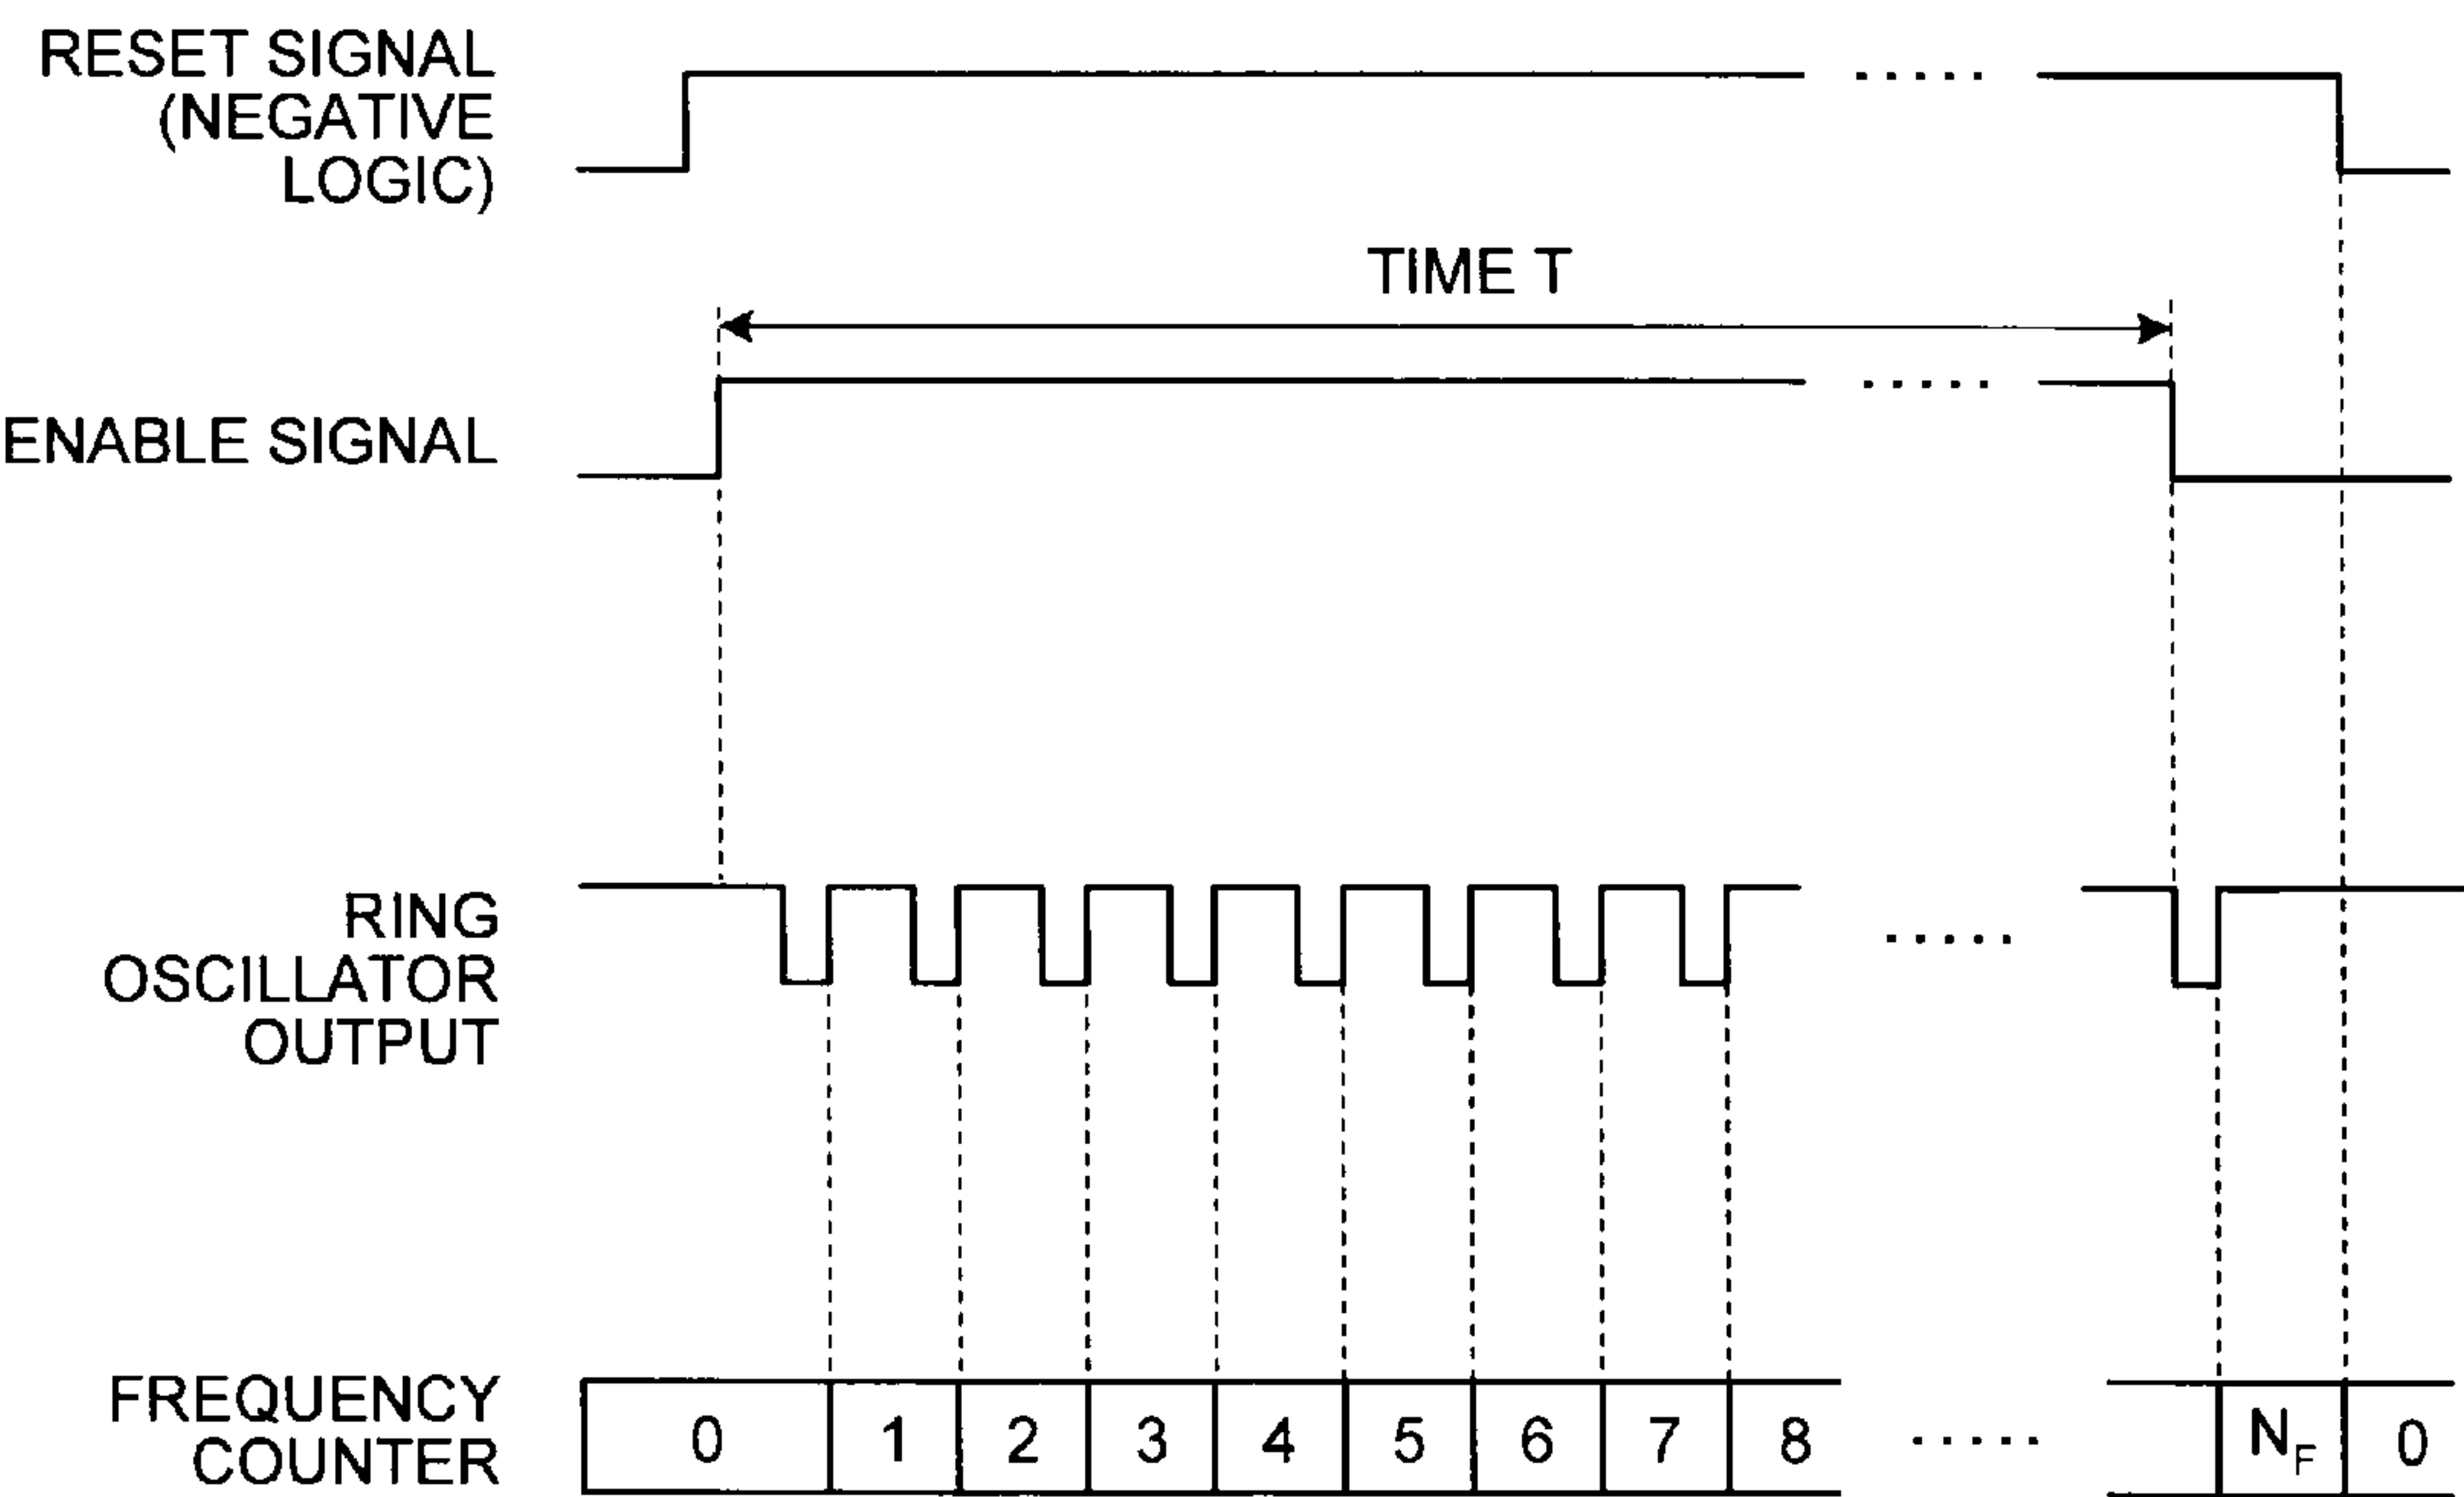 RESET SIGNAL
(NEGATIVE
LOGIC)
.....
TIME T
ENABLE SIGNAL
.....
RING
OSCILLATOR
OUTPUT
.....
FREQUENCY
COUNTER
0 1 2 3 4 5 6 7 8 ..... NF 0